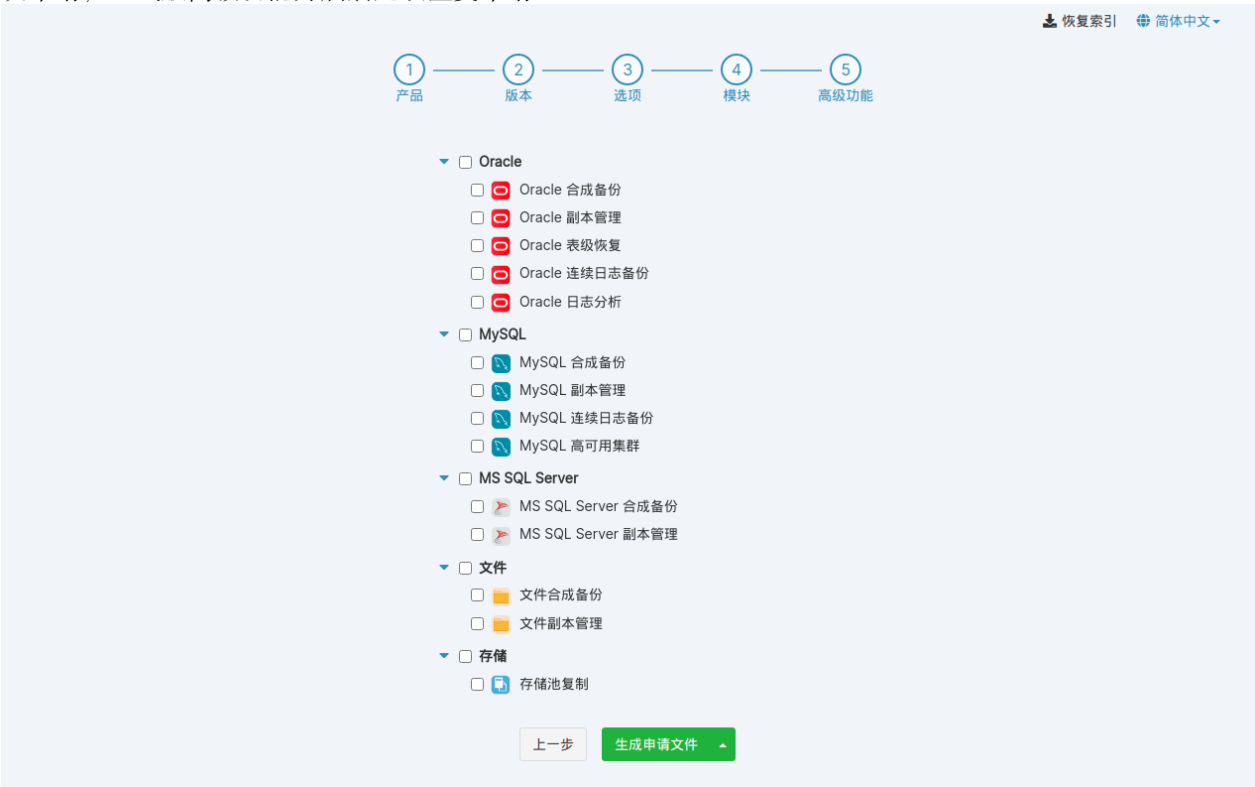 恢复索引 简体中文
1 2 3 4 5
产品 版本 选项 模块 高级功能
Oracle
Oracle 合成备份
Oracle 副本管理
Oracle 表级恢复
Oracle 连续日志备份
Oracle 日志分析
MySQL
MySQL 合成备份
MySQL 副本管理
MySQL 连续日志备份
MySQL 高可用集群
MS SQL Server
MS SQL Server 合成备份
MS SQL Server 副本管理
文件
文件合成备份
文件副本管理
存储
存储池复制
上一步 生成申请文件